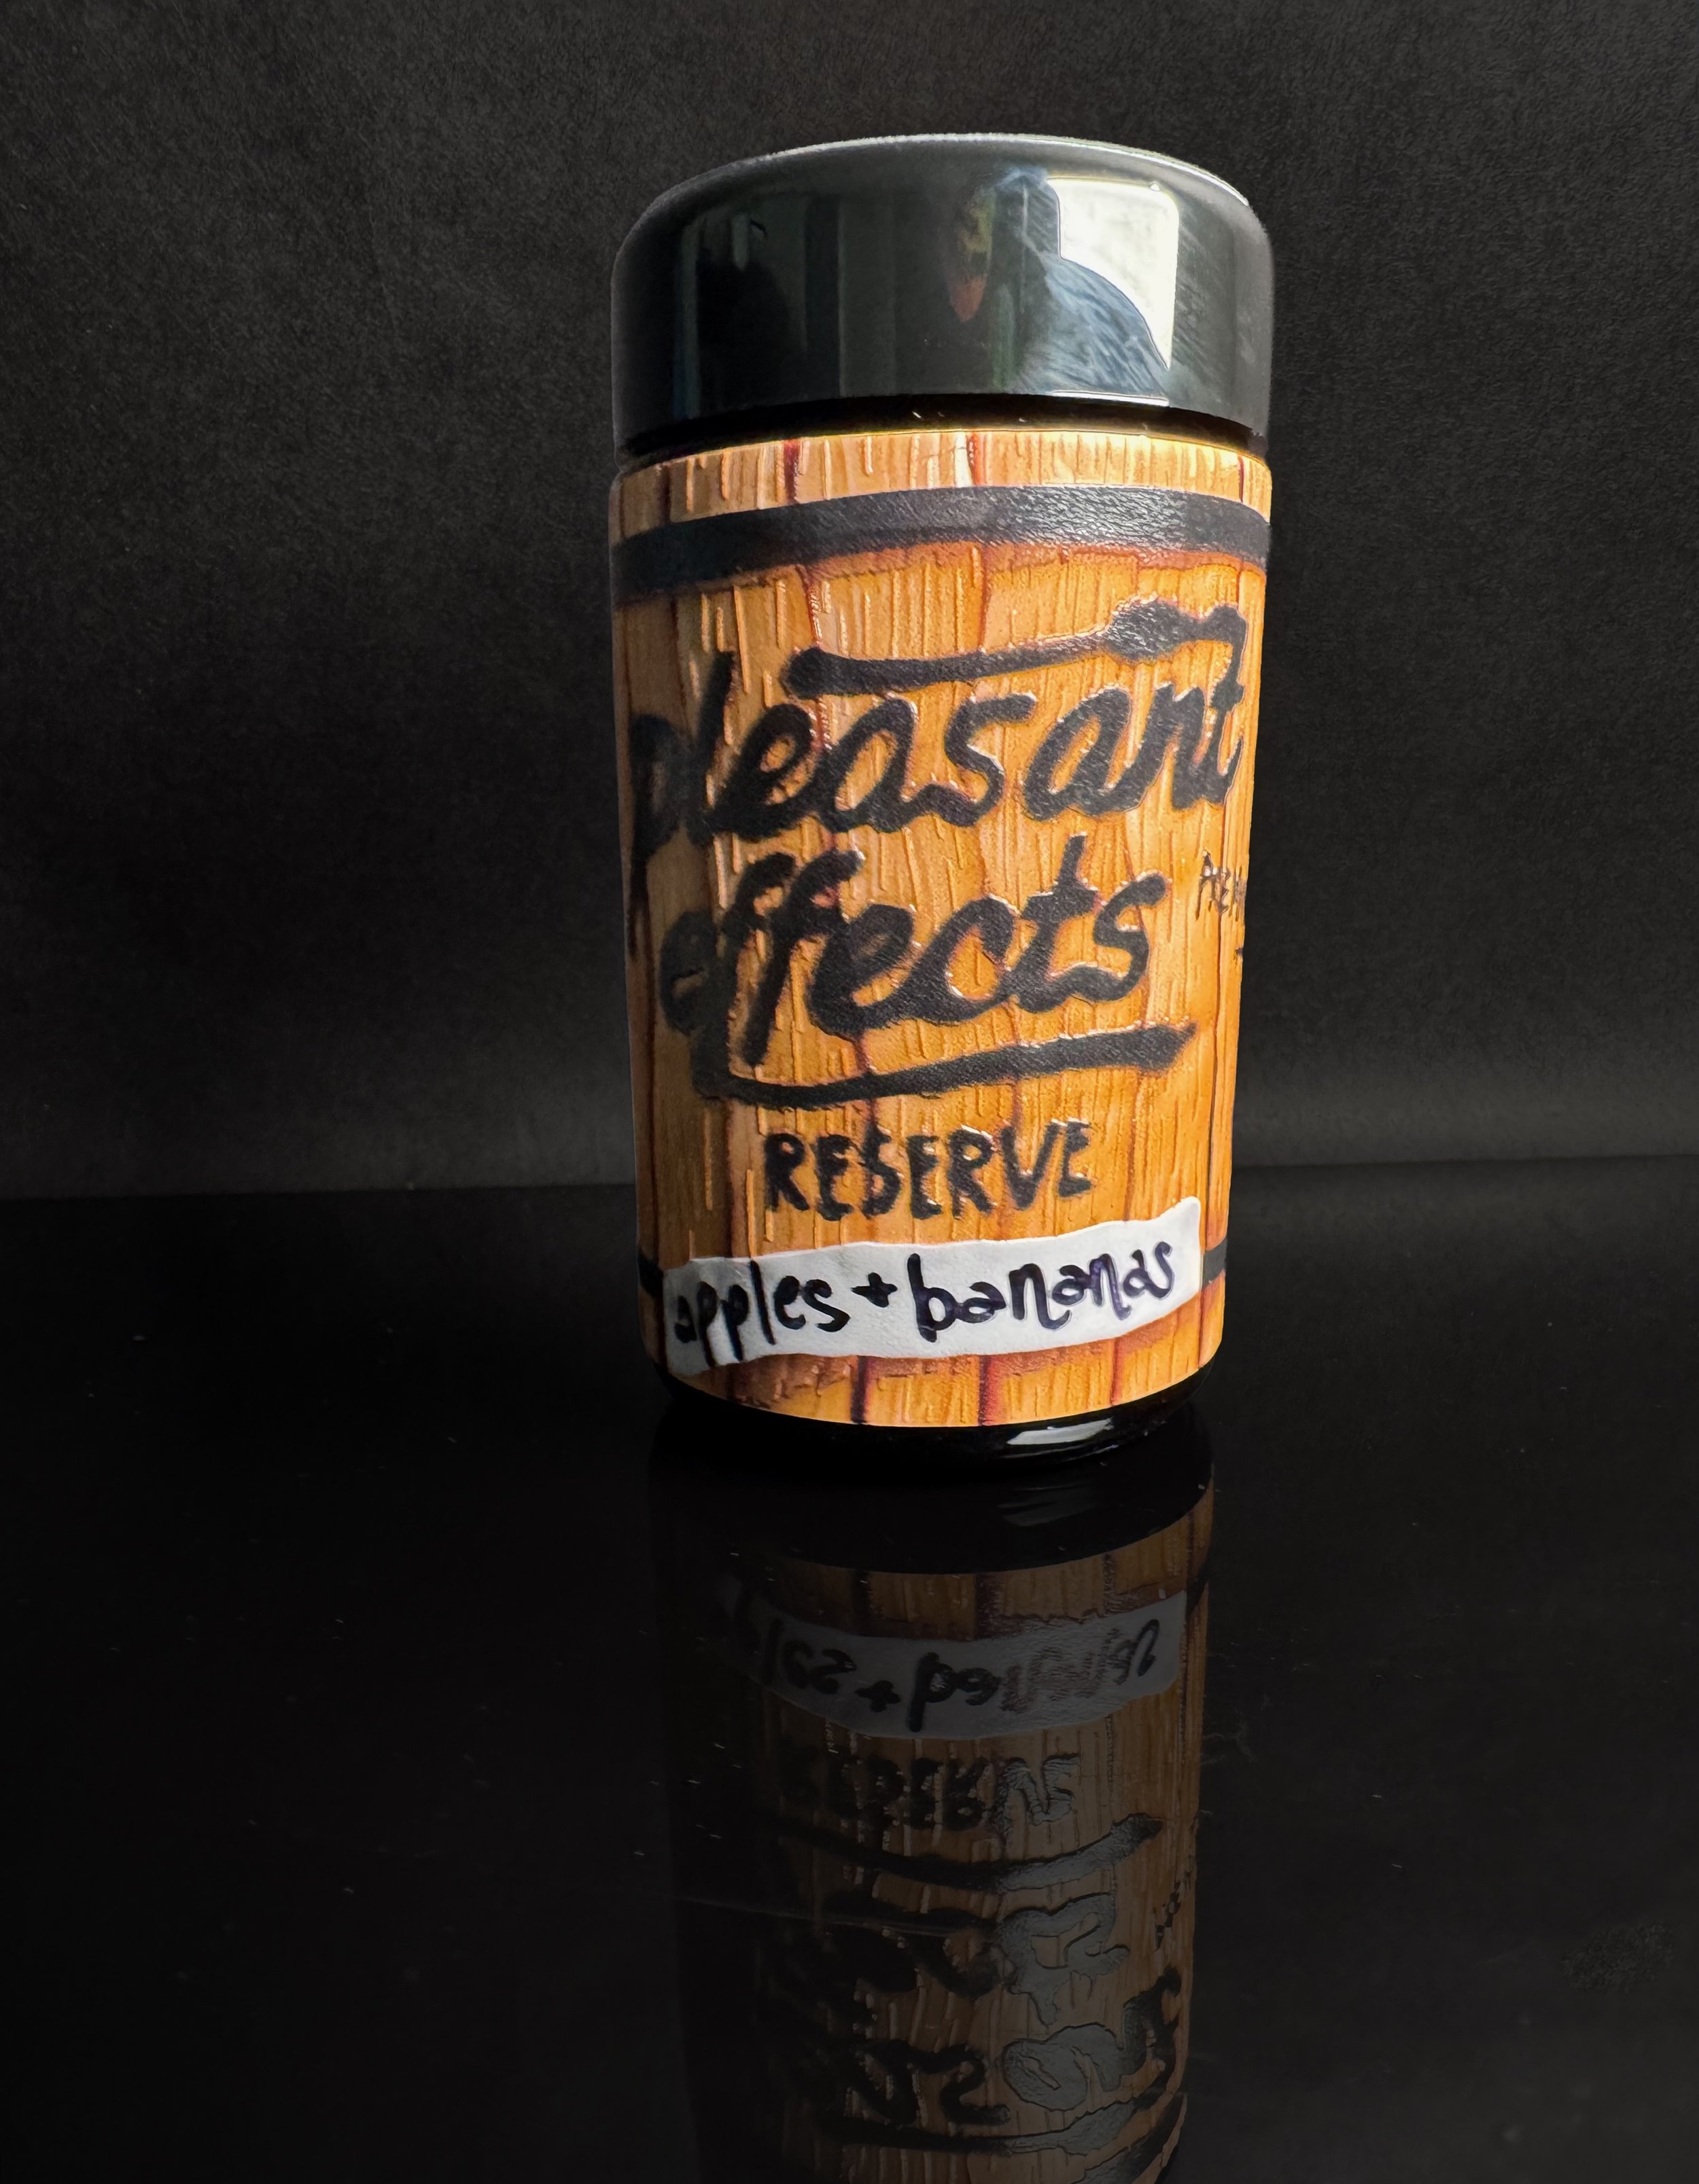 pleasant
effects
RESERVE
apples + bananas